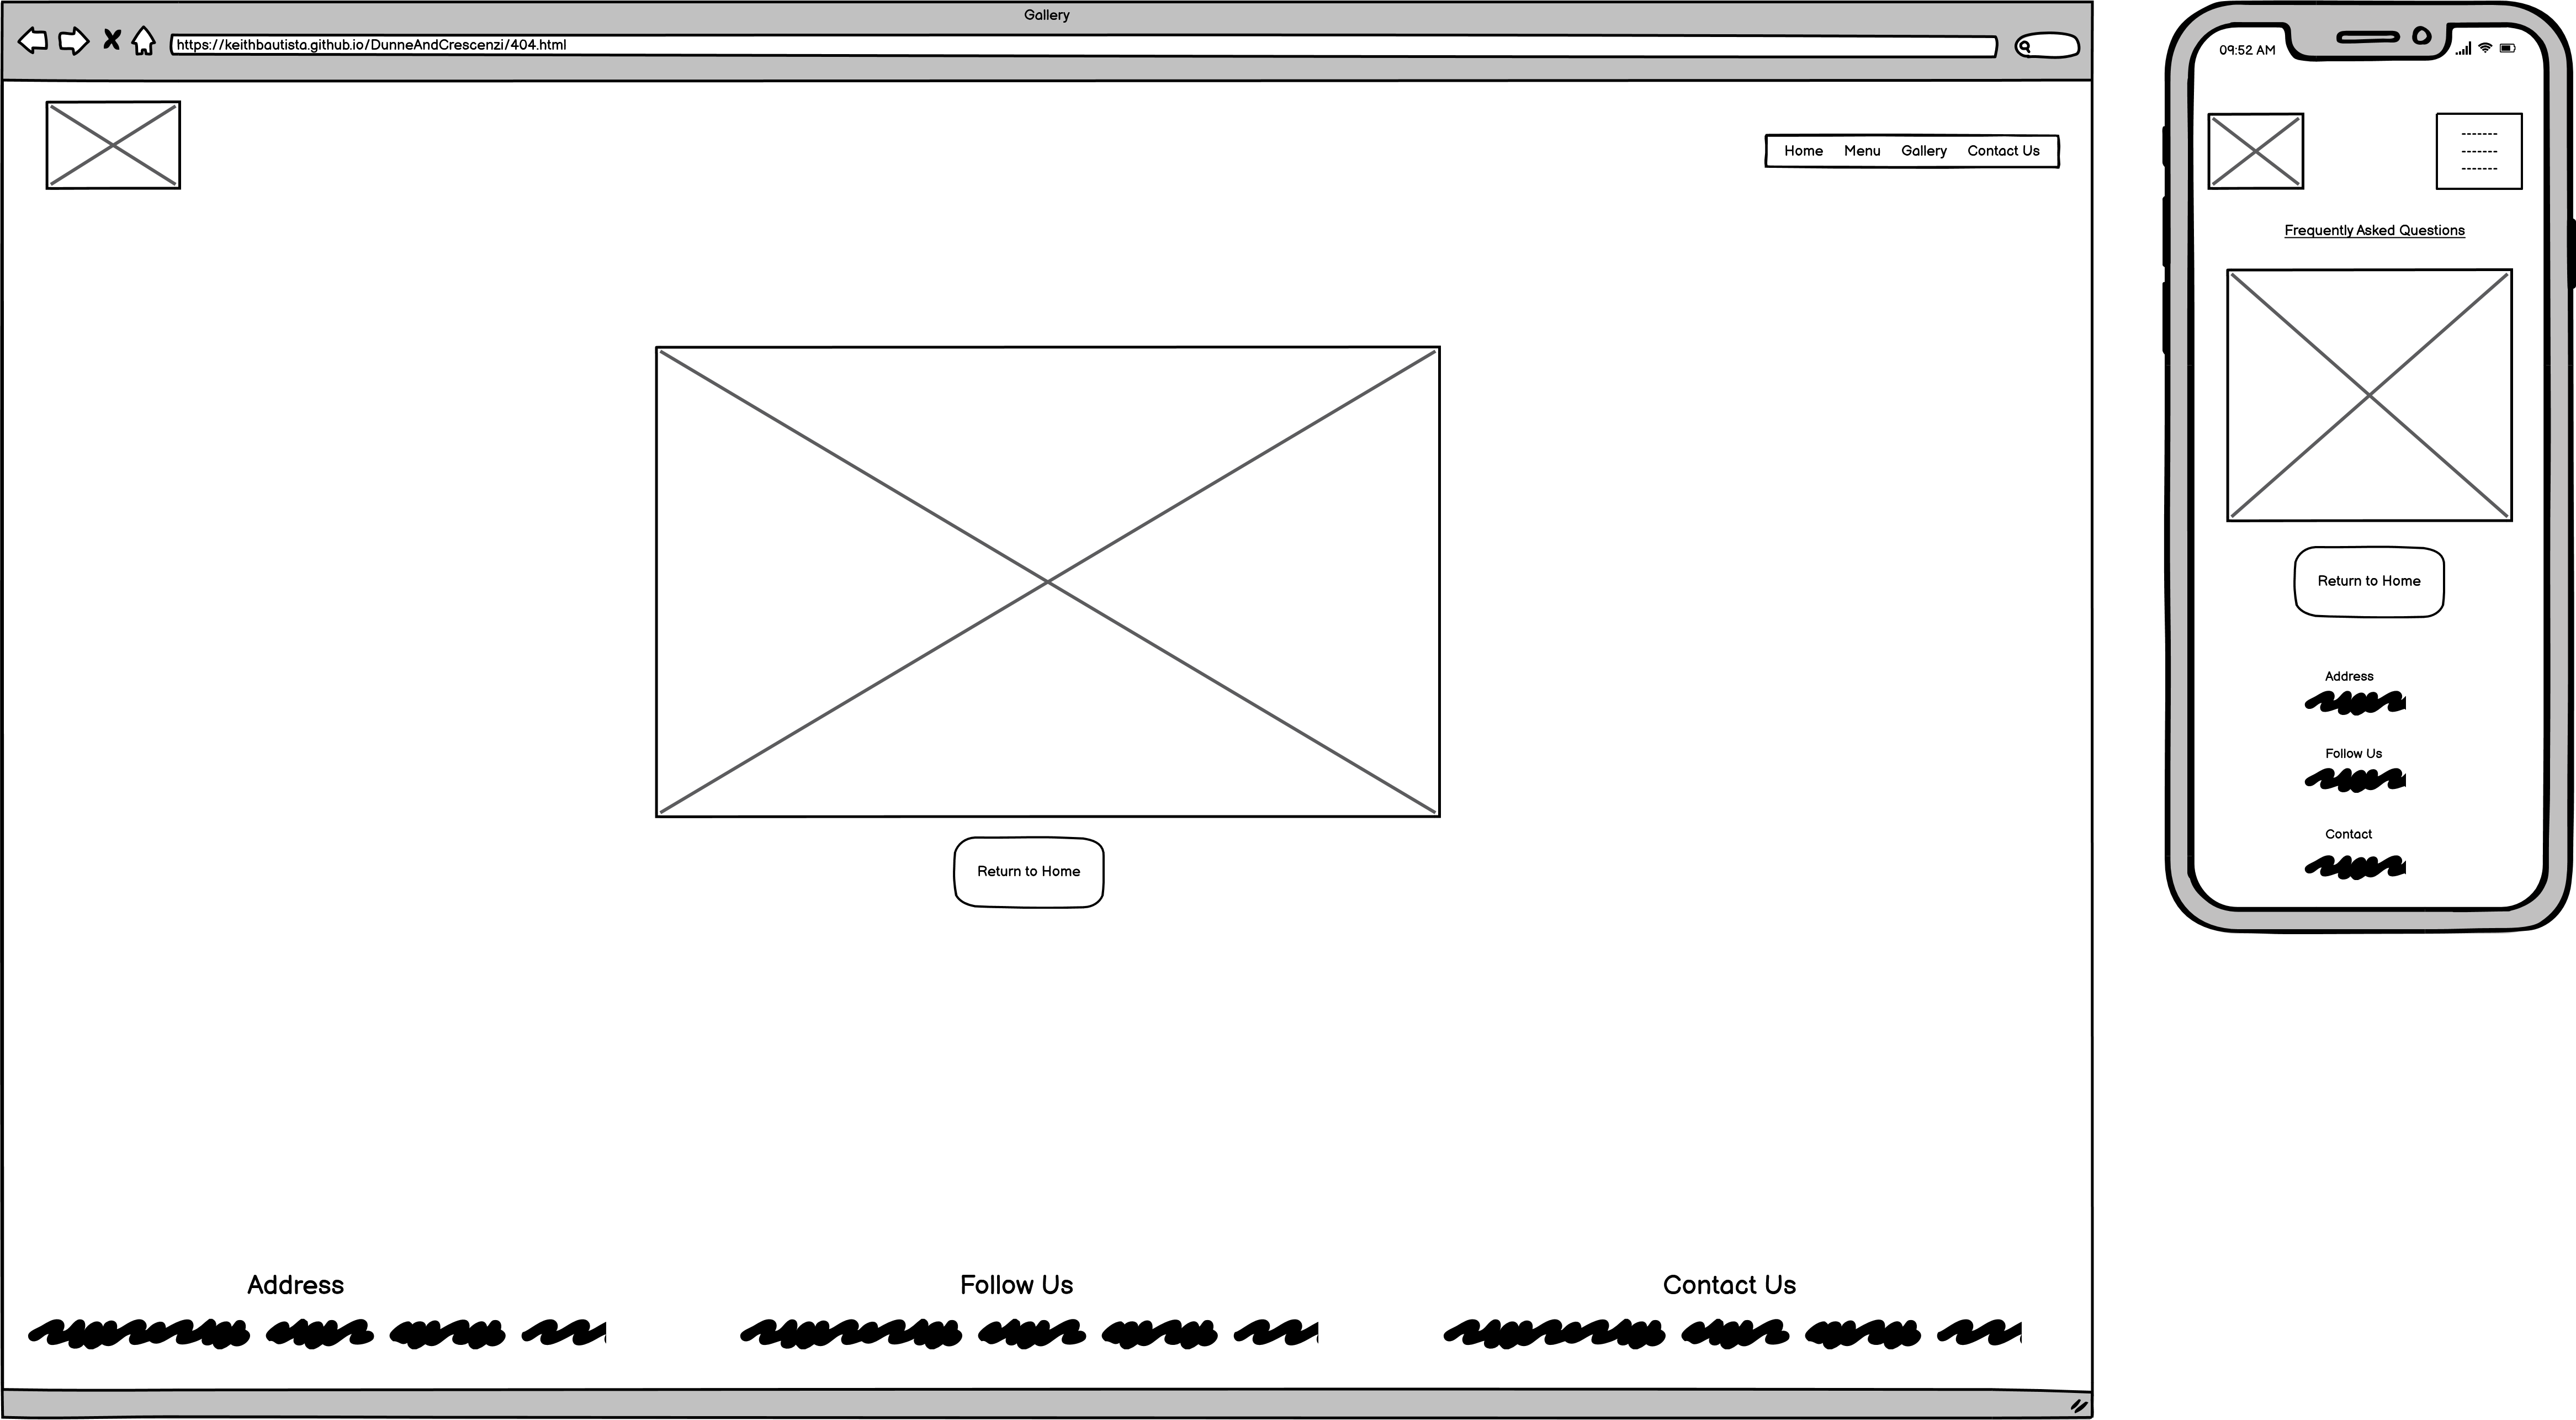 Gallery
https://keithbautista.github.io/DunneAndCrescenzi/404.html
Home Menu Gallery Contact Us
Return to Home
Address Follow Us Contact Us
09:52 AM
Frequently Asked Questions
Return to Home
Address
Follow Us
Contact